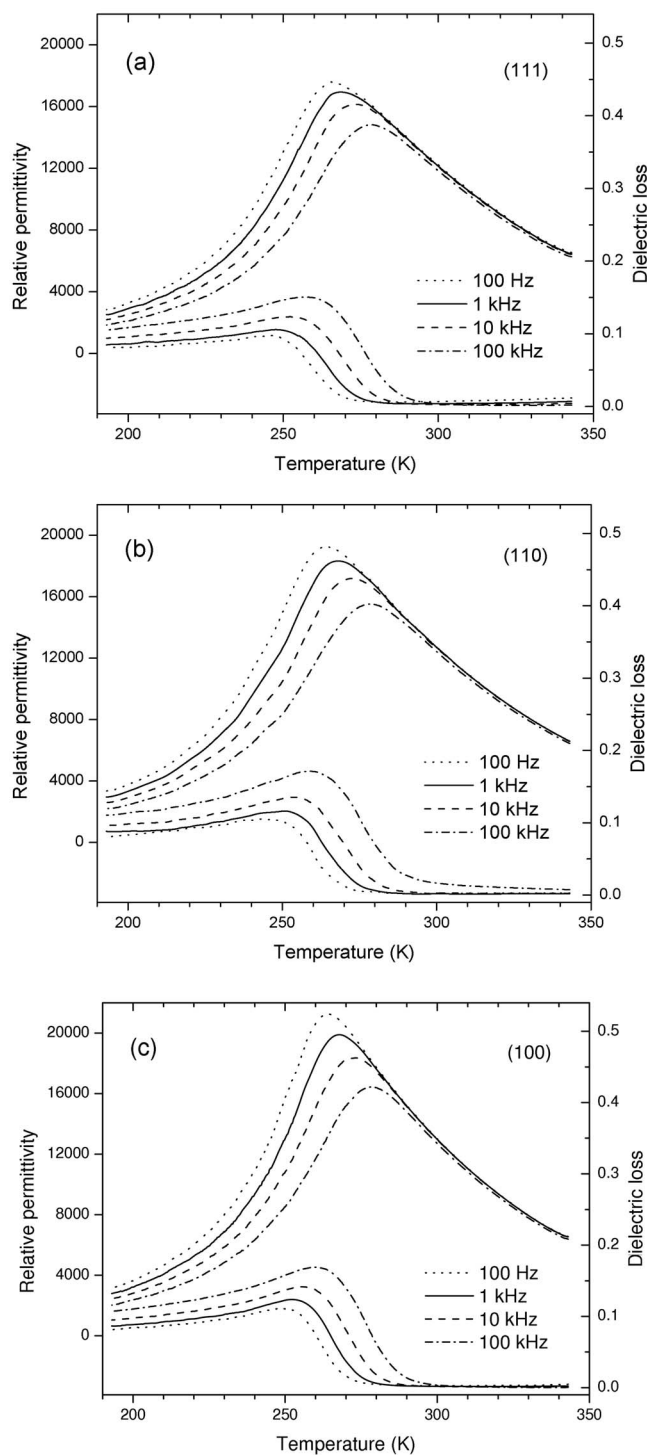 (a)
(111)
20000
16000
12000
8000
4000
0
Relative permittivity
0.5
0.4
0.3
0.2
0.1
0.0
Dielectric loss
100 Hz
1 kHz
10 kHz
100 kHz
200
250
300
350
Temperature (K)
(b)
(110)
20000
16000
12000
8000
4000
0
Relative permittivity
0.5
0.4
0.3
0.2
0.1
0.0
Dielectric loss
100 Hz
1 kHz
10 kHz
100 kHz
200
250
300
350
Temperature (K)
(c)
(100)
20000
16000
12000
8000
4000
0
Relative permittivity
0.5
0.4
0.3
0.2
0.1
0.0
Dielectric loss
100 Hz
1 kHz
10 kHz
100 kHz
200
250
300
350
Temperature (K)